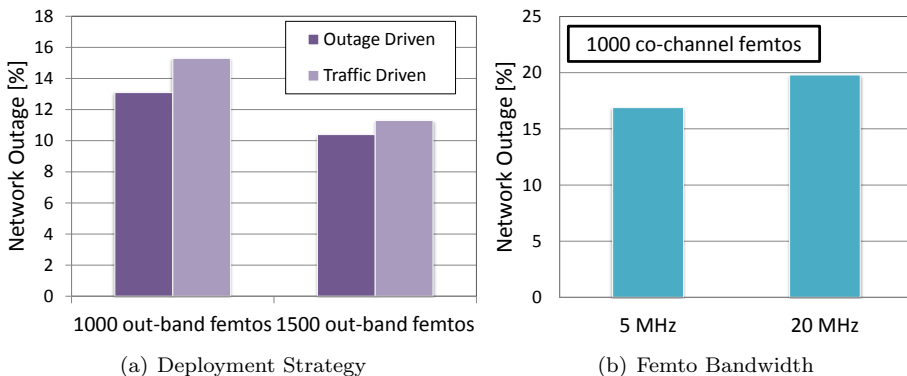 Network Outage [%]
18
16
14
12
10
8
6
4
2
0
Outage Driven
Traffic Driven
1000 out-band femtos
1500 out-band femtos
(a) Deployment Strategy
Network Outage [%]
25
20
15
10
5
0
1000 co-channel femtos
5 MHz
20 MHz
(b) Femto Bandwidth